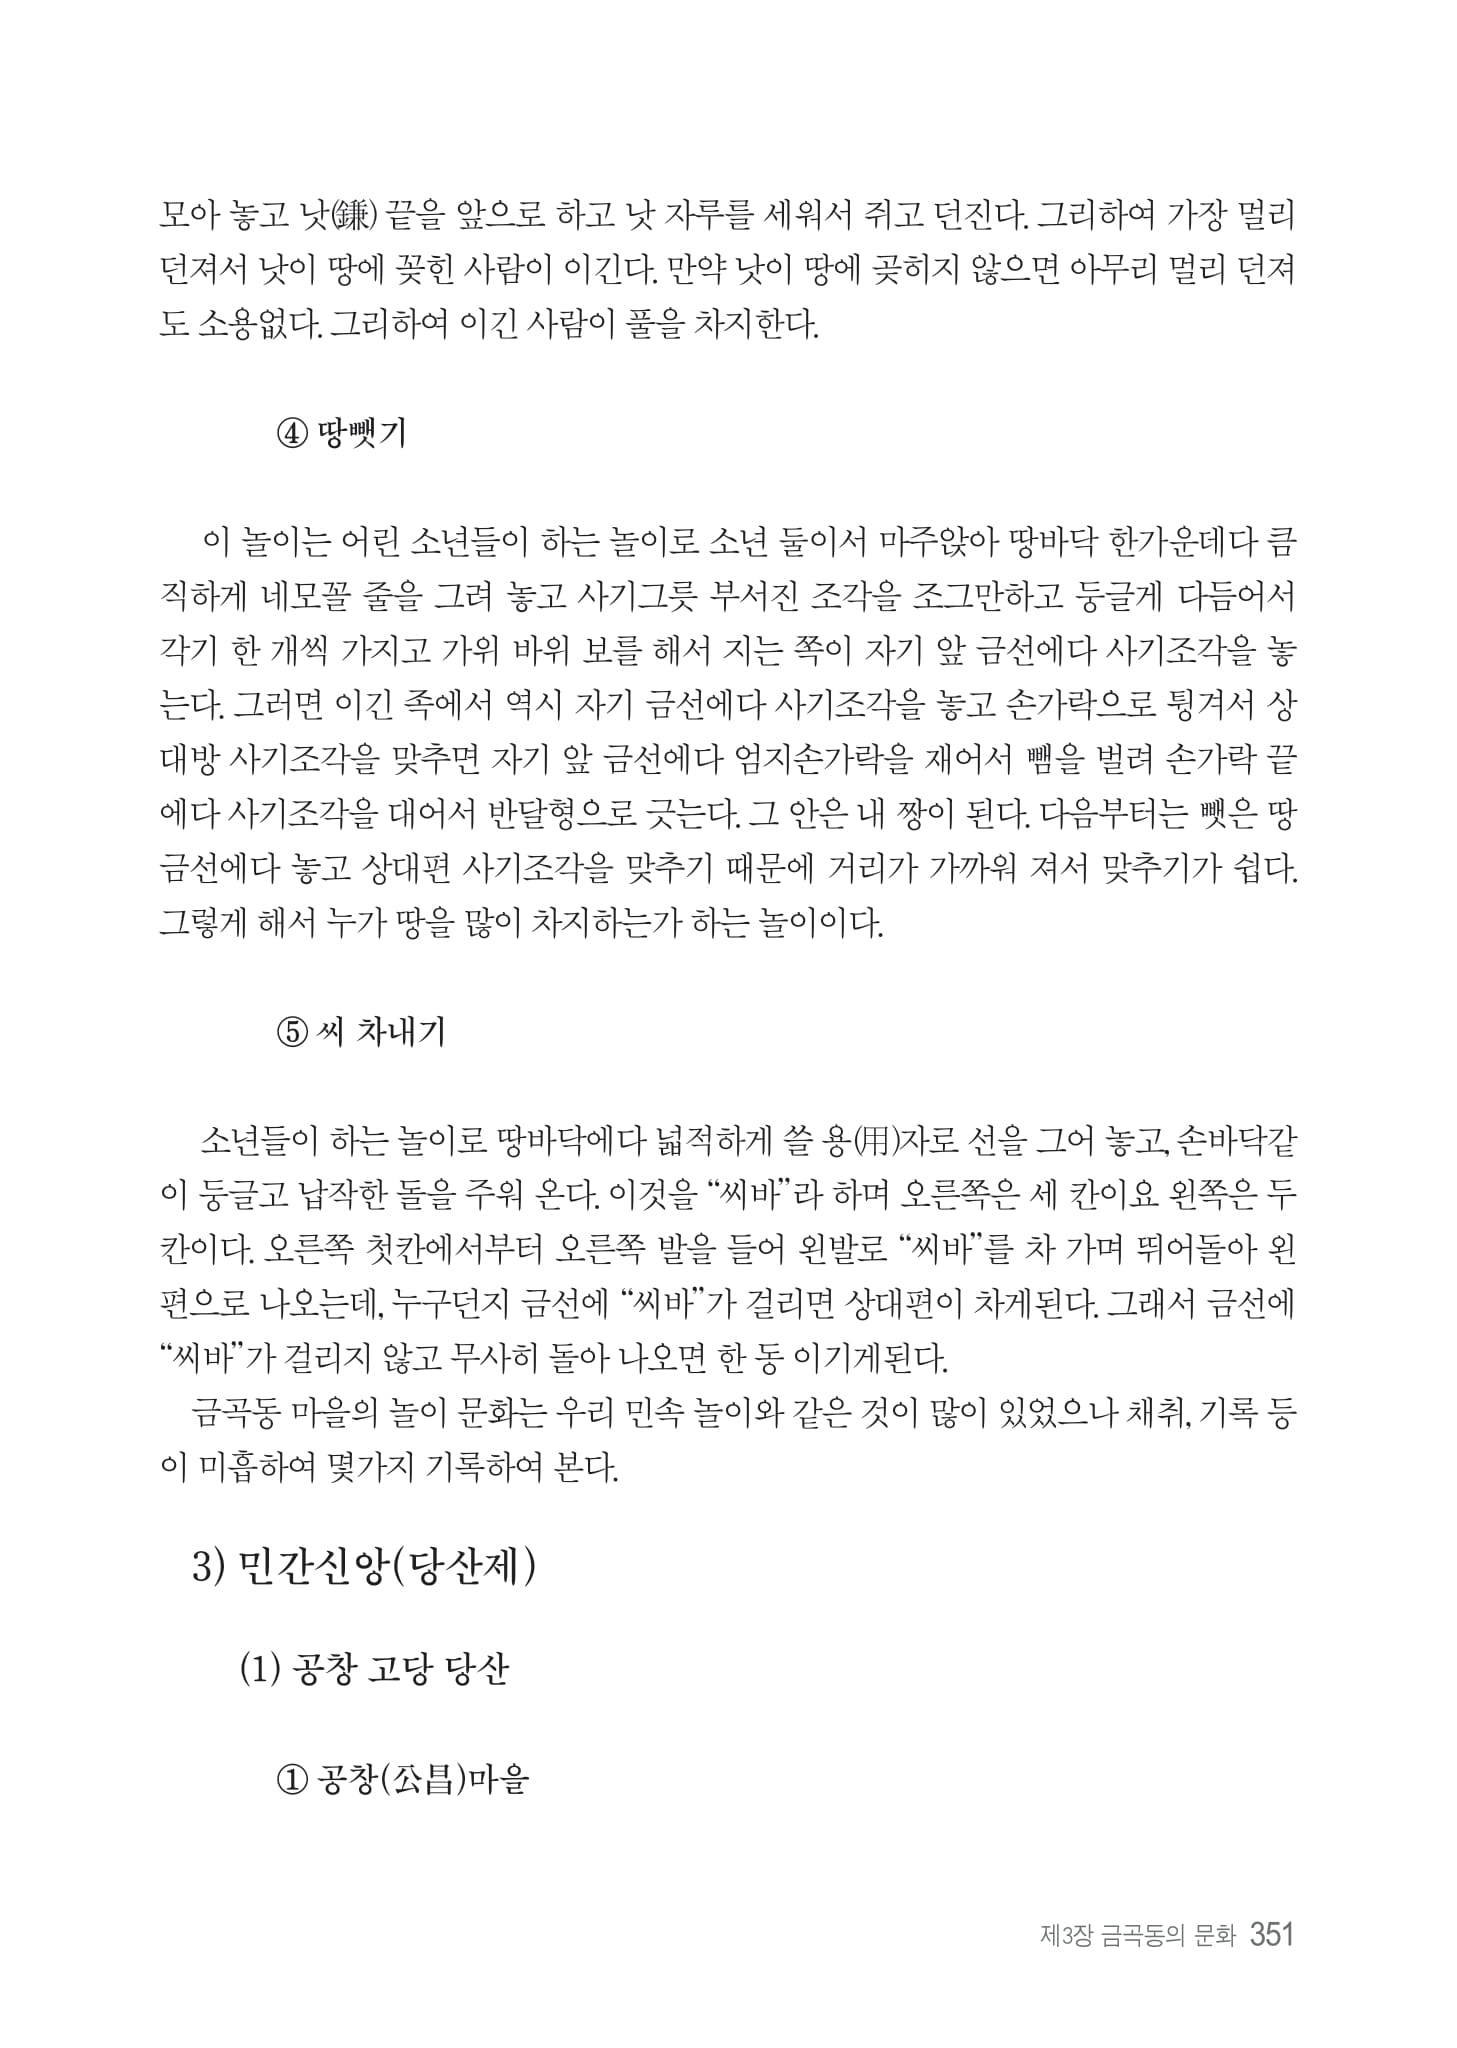 모아 놓고 낫(鎌) 끝을 앞으로 하고 낫 자루를 세워서 쥐고 던진다. 그리하여 가장 멀리
던져서 낫이 땅에 꽂힌 사람이 이긴다. 만약 낫이 땅에 곶히지 않으면 아무리 멀리 던져
도 소용없다. 그리하여 이긴 사람이 풀을 차지한다.
④ 땅뺏기
이 놀이는 어린 소년들이 하는 놀이로 소년 둘이서 마주앉아 땅바닥 한가운데다 큼
직하게 네모꼴 줄을 그려 놓고 사기그릇 부서진 조각을 조그만하고 둥글게 다듬어서
각기 한 개씩 가지고 가위 바위 보를 해서 지는 쪽이 자기 앞 금선에다 사기조각을 놓
는다. 그러면 이긴 족에서 역시 자기 금선에다 사기조각을 놓고 손가락으로 튕겨서 상
대방 사기조각을 맞추면 자기 앞 금선에다 엄지손가락을 재어서 뼘을 벌려 손가락 끝
에다 사기조각을 대어서 반달형으로 긋는다. 그 안은 내 짱이 된다. 다음부터는 뺏은 땅
금선에다 놓고 상대편 사기조각을 맞추기 때문에 거리가 가까워 져서 맞추기가 쉽다.
그렇게 해서 누가 땅을 많이 차지하는가 하는 놀이이다.
⑤ 씨 차내기
소년들이 하는 놀이로 땅바닥에다 넓적하게 쓸 용(用)자로 선을 그어 놓고, 손바닥같
이 둥글고 납작한 돌을 주워 온다. 이것을 “씨바”라 하며 오른쪽은 세 칸이요 왼쪽은 두
칸이다. 오른쪽 첫칸에서부터 오른쪽 발을 들어 왼발로 “씨바”를 차 가며 뛰어돌아 왼
편으로 나오는데, 누구던지 금선에 “씨바”가 걸리면 상대편이 차게된다. 그래서 금선에
“씨바”가 걸리지 않고 무사히 돌아 나오면 한 동 이기게된다.
금곡동 마을의 놀이 문화는 우리 민속 놀이와 같은 것이 많이 있었으나 채취, 기록 등
이 미흡하여 몇가지 기록하여 본다.
3) 민간신앙(당산제)
(1) 공창 고당 당산
① 공창(公昌)마을
제3장 금곡동의 문화 351